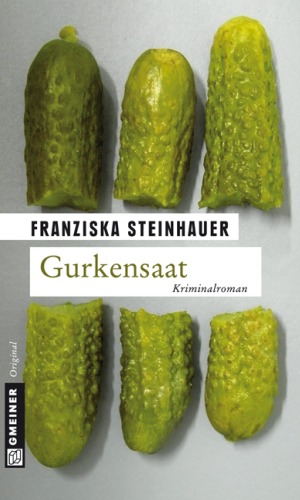 FRANZISKA STEINHAUER
Gurkensaat
Kriminalroman
GMEINER Original